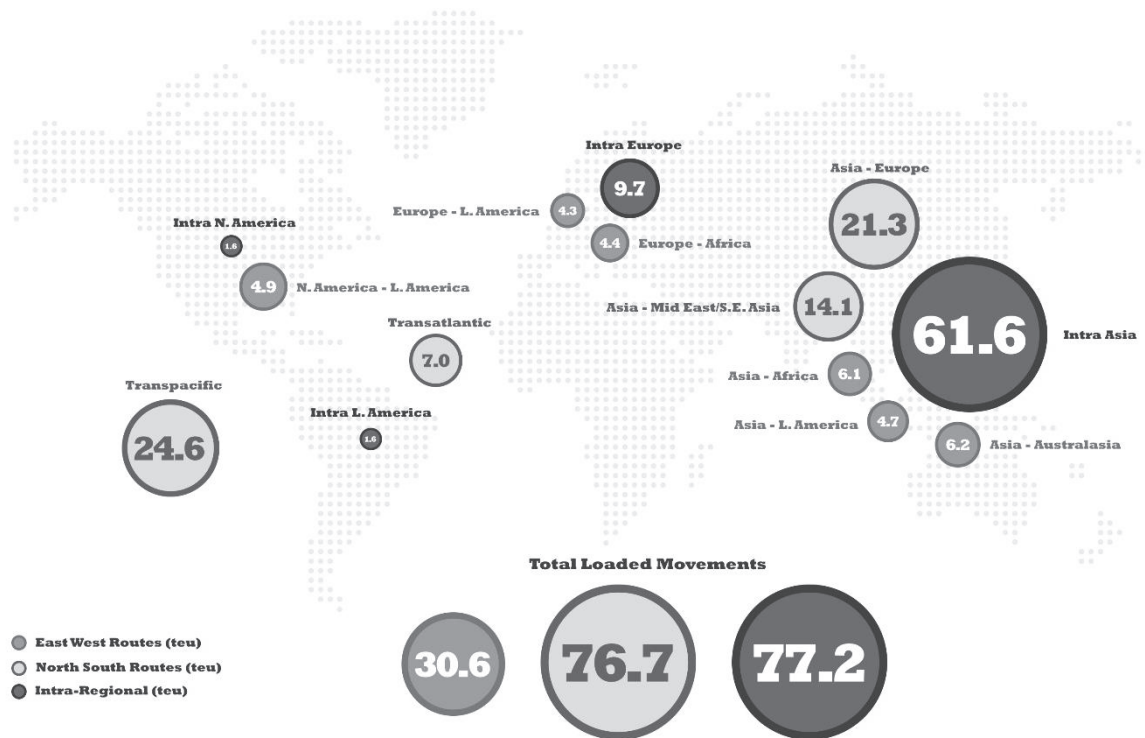 Intra Europe
9.7
Asia - Europe
21.3
Europe - L. America
4.3
Intra N. America
1.6
4.4
Europe - Africa
4.9
N. America - L. America
Asia - Mid East/S.E. Asia
14.1
61.6
Intra Asia
Transatlantic
7.0
Asia - Africa
6.1
Transpacific
24.6
Intra L. America
1.6
Asia - L. America
4.7
6.2
Asia - Australasia
Total Loaded Movements
30.6
76.7
77.2
East West Routes (teu)
North South Routes (teu)
Intra-Regional (teu)